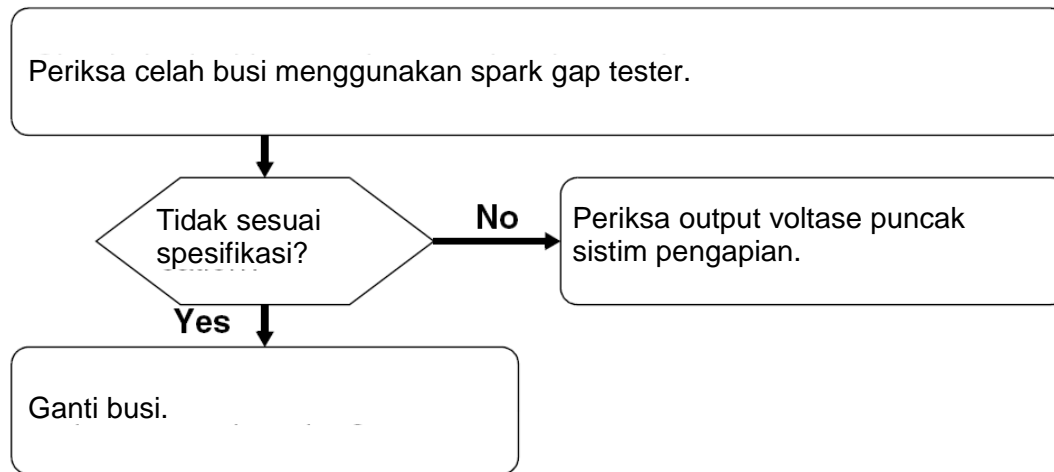 Periksa celah busi menggunakan spark gap tester.
Tidak sesuai
spesifikasi?
No
Periksa output voltase puncak
sistim pengapian.
Yes
Ganti busi.